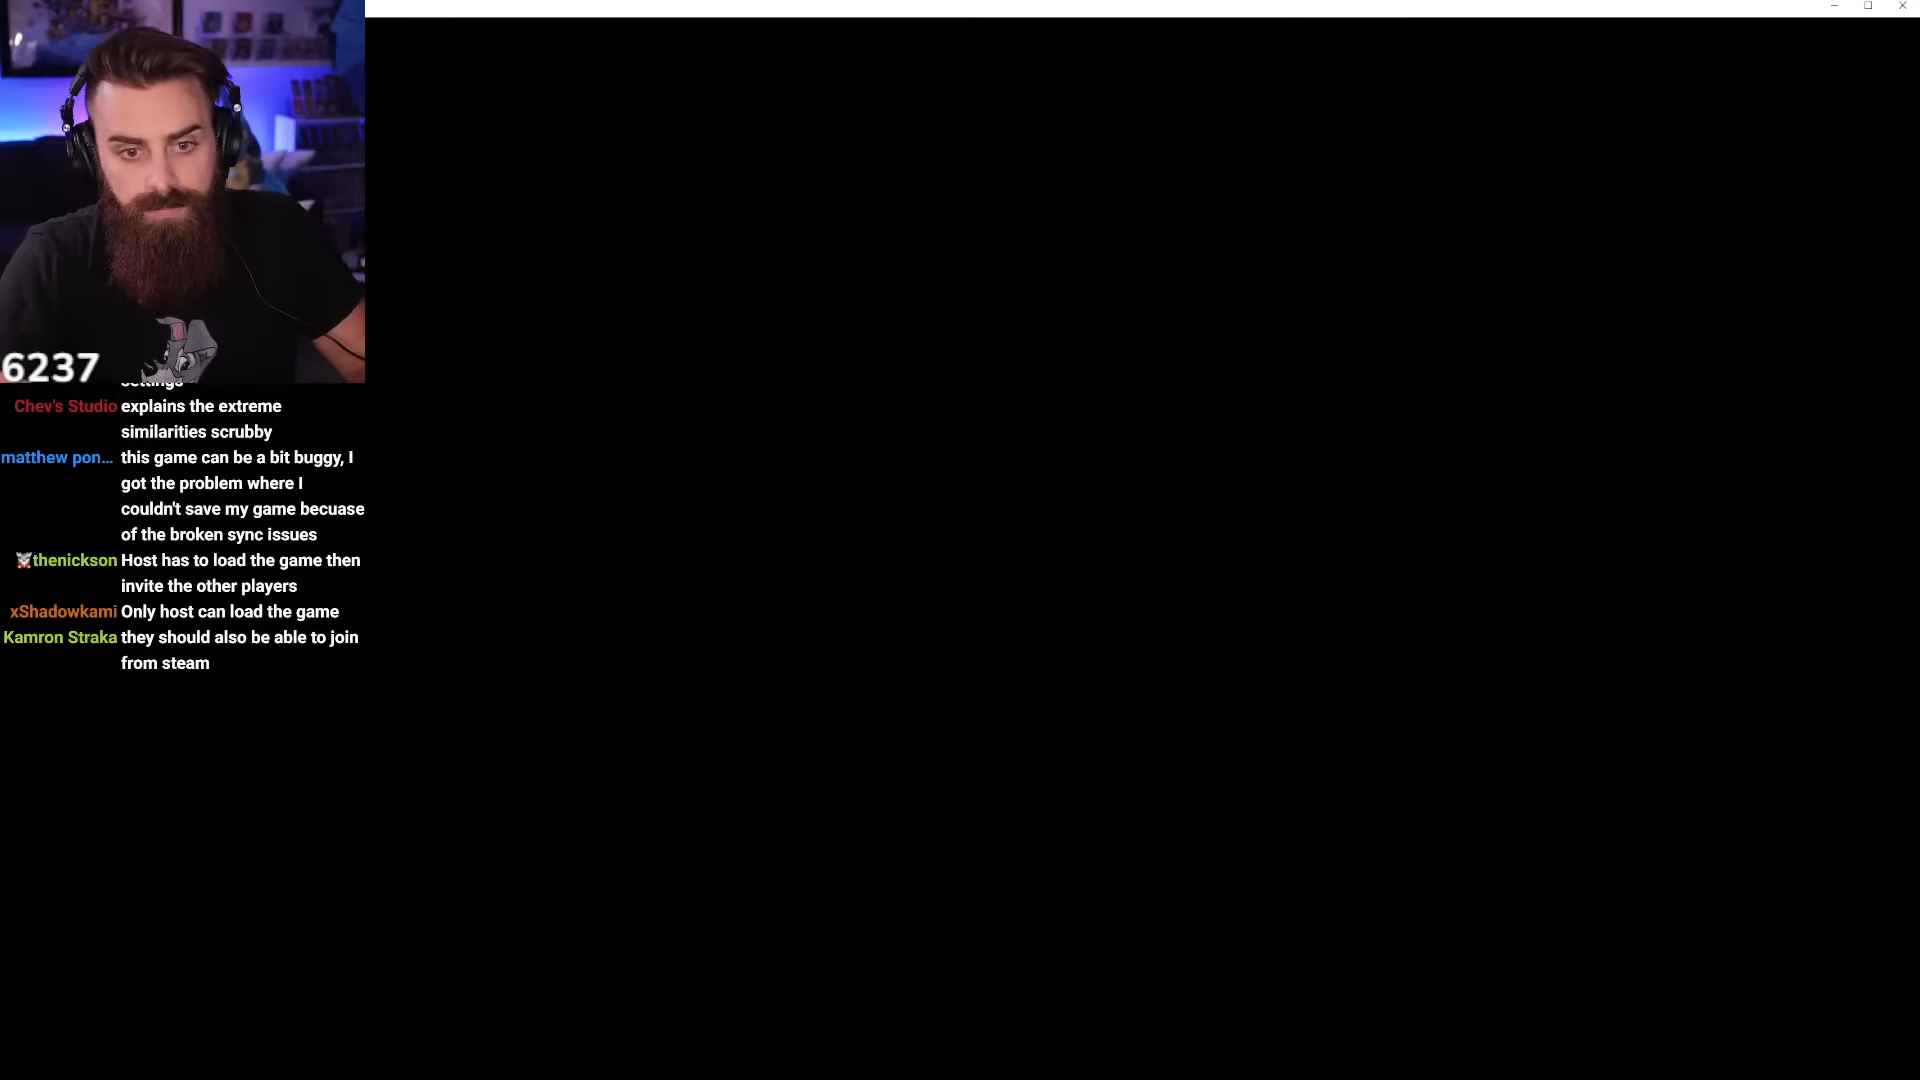 6237
settings
Chev's Studio explains the extreme
similarities scrubby
matthew pon... this game can be a bit buggy, I
got the problem where I
couldn't save my game becuase
of the broken sync issues
thenickson Host has to load the game then
invite the other players
xShadowkami Only host can load the game
Kamron Straka they should also be able to join
from steam